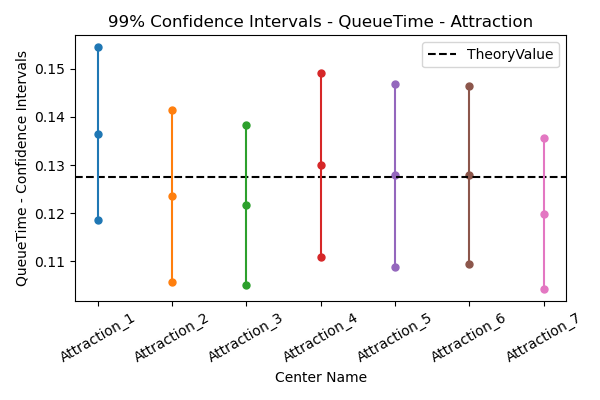 99% Confidence Intervals - QueueTime - Attraction
QueueTime - Confidence Intervals
0.15
0.14
0.13
0.12
0.11
TheoryValue
Attraction_1
Attraction_2
Attraction_3
Attraction_4
Attraction_5
Attraction_6
Attraction_7
Center Name